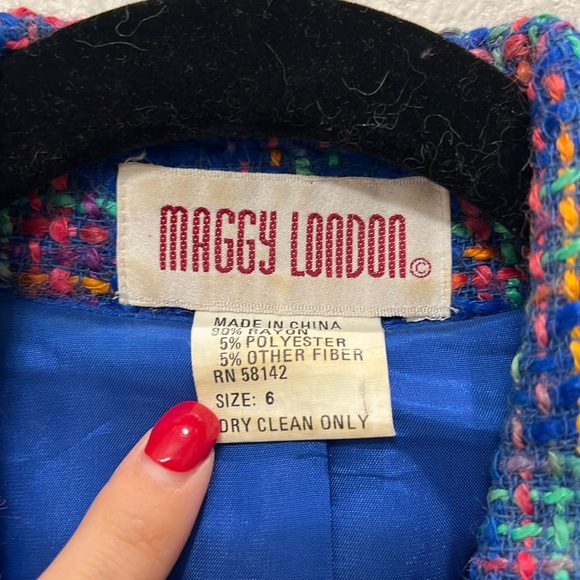 MAGGY LONDON©
MADE IN CHINA
90% RAYON
5% POLYESTER
5% OTHER FIBER
RN 58142
SIZE: 6
DRY CLEAN ONLY